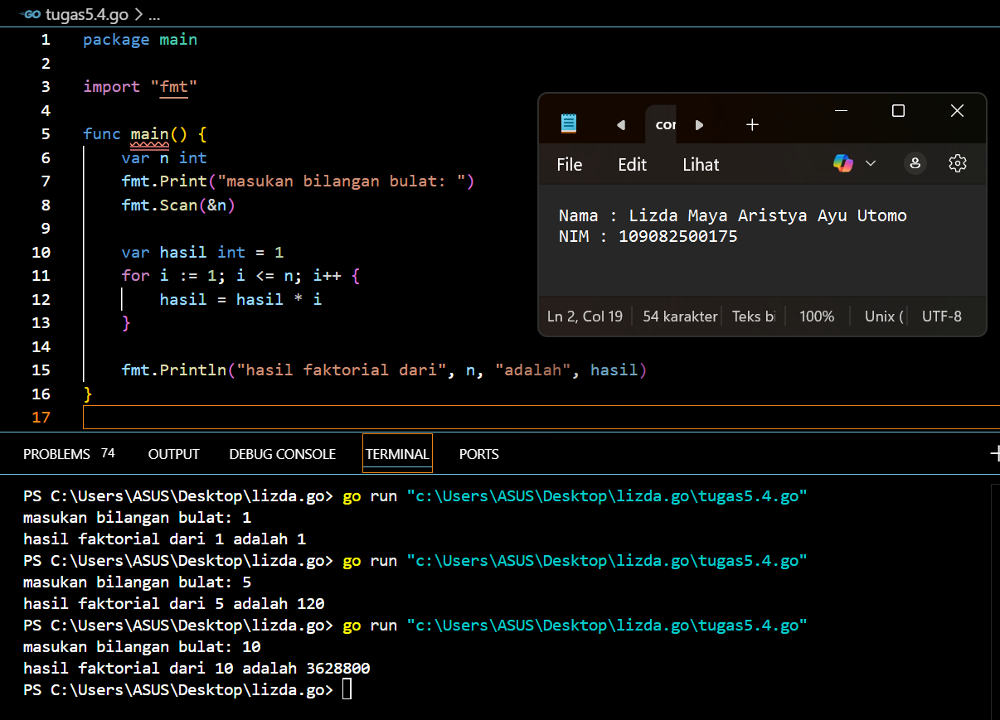 GO tugas5.4.go > ...
1 package main
2
3 import "fmt"
4
5 func main() {
6 var n int
7 fmt.Print("masukan bilangan bulat: ")
8 fmt.Scan(&n)
9
10 var hasil int = 1
11 for i := 1; i <= n; i++ {
12 hasil = hasil * i
13 }
14
15 fmt.Println("hasil faktorial dari", n, "adalah", hasil)
16 }
17
File Edit Lihat
Nama : Lizda Maya Aristya Ayu Utomo
NIM : 109082500175
Ln 2, Col 19 54 karakter Teks 100% Unix ( UTF-8
PROBLEMS 74 OUTPUT DEBUG CONSOLE TERMINAL PORTS
PS C:\Users\ASUS\Desktop\lizda.go> go run "c:\Users\ASUS\Desktop\lizda.go\tugas5.4.go"
masukan bilangan bulat: 1
hasil faktorial dari 1 adalah 1
PS C:\Users\ASUS\Desktop\lizda.go> go run "c:\Users\ASUS\Desktop\lizda.go\tugas5.4.go"
masukan bilangan bulat: 5
hasil faktorial dari 5 adalah 120
PS C:\Users\ASUS\Desktop\lizda.go> go run "c:\Users\ASUS\Desktop\lizda.go\tugas5.4.go"
masukan bilangan bulat: 10
hasil faktorial dari 10 adalah 3628800
PS C:\Users\ASUS\Desktop\lizda.go>